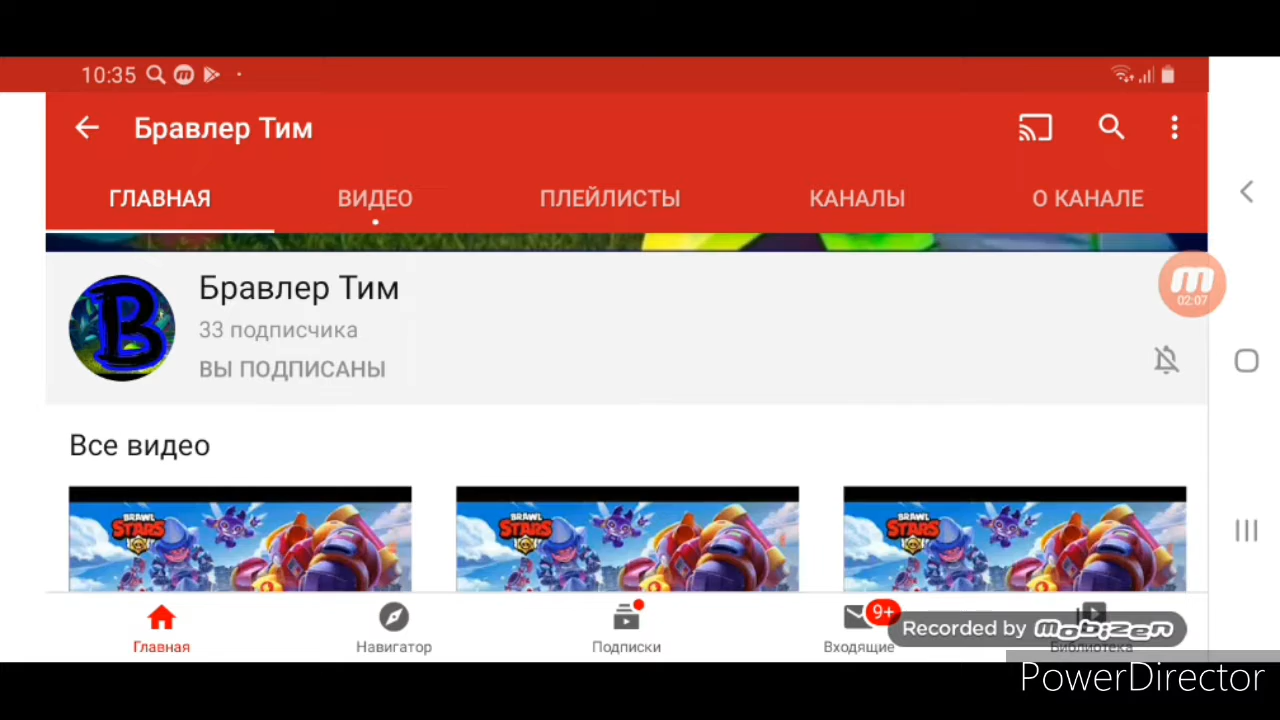 10:35
Бравлер Тим
ГЛАВНАЯ ВИДЕО ПЛЕЙЛИСТЫ КАНАЛЫ О КАНАЛЕ
B
Бравлер Тим
33 подписчика
ВЫ ПОДПИСАНЫ
m
02:07
Все видео
BRAWL STARS BRAWL STARS BRAWL STARS
9+
Главная Навигатор Подписки Входящие Библиотека
Recorded by mobizen
PowerDirector